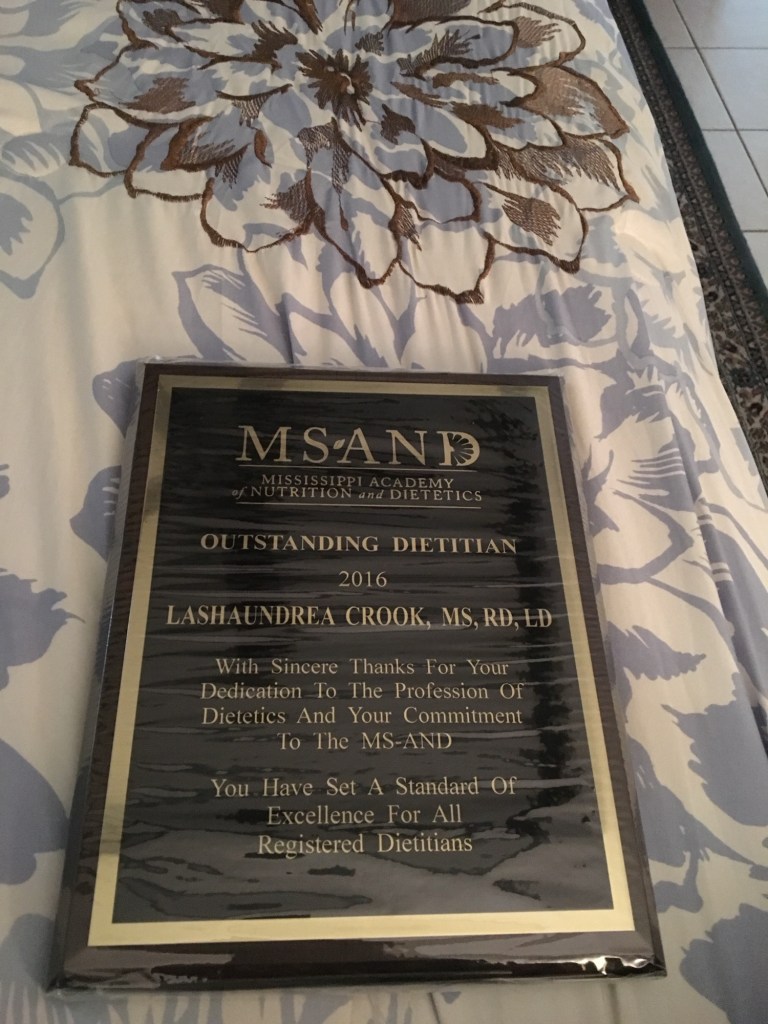 MS-AND
MISSISSIPPI ACADEMY
of NUTRITION and DIETETICS
OUTSTANDING DIETITIAN
2016
LASHAUNDREA CROOK, MS, RD, LD
With Sincere Thanks For Your
Dedication To The Profession Of
Dietetics And Your Commitment
To The MS-AND
You Have Set A Standard Of
Excellence For All
Registered Dietitians